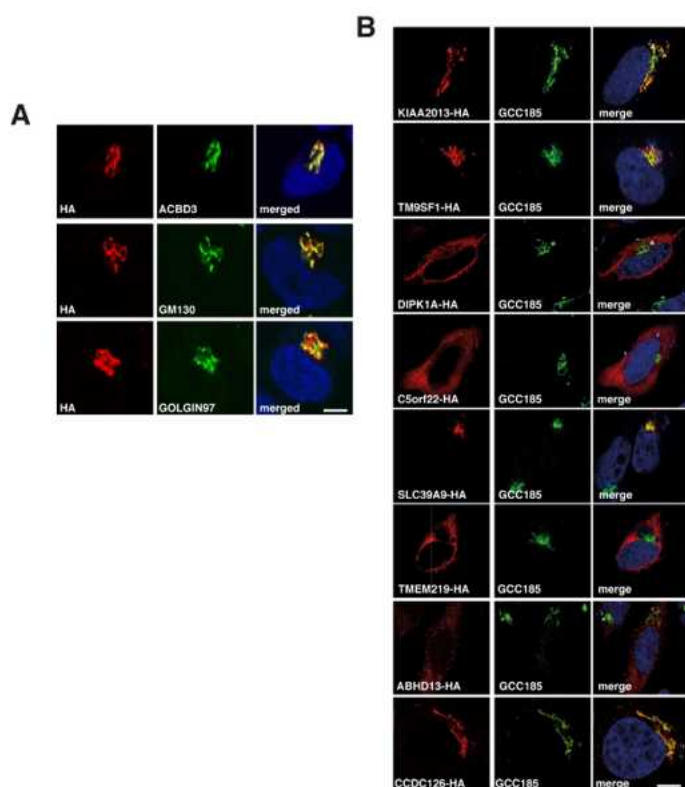 A
HA ACBD3 merged
HA GM130 merged
HA GOLGIN97 merged
B
KIAA2013-HA GCC185 merge
TM9SF1-HA GCC185 merge
DIPK1A-HA GCC185 merge
C5orf22-HA GCC185 merge
SLC39A9-HA GCC185 merge
TMEM219-HA GCC185 merge
ABHD13-HA GCC185 merge
CCDC126-HA GCC185 merge